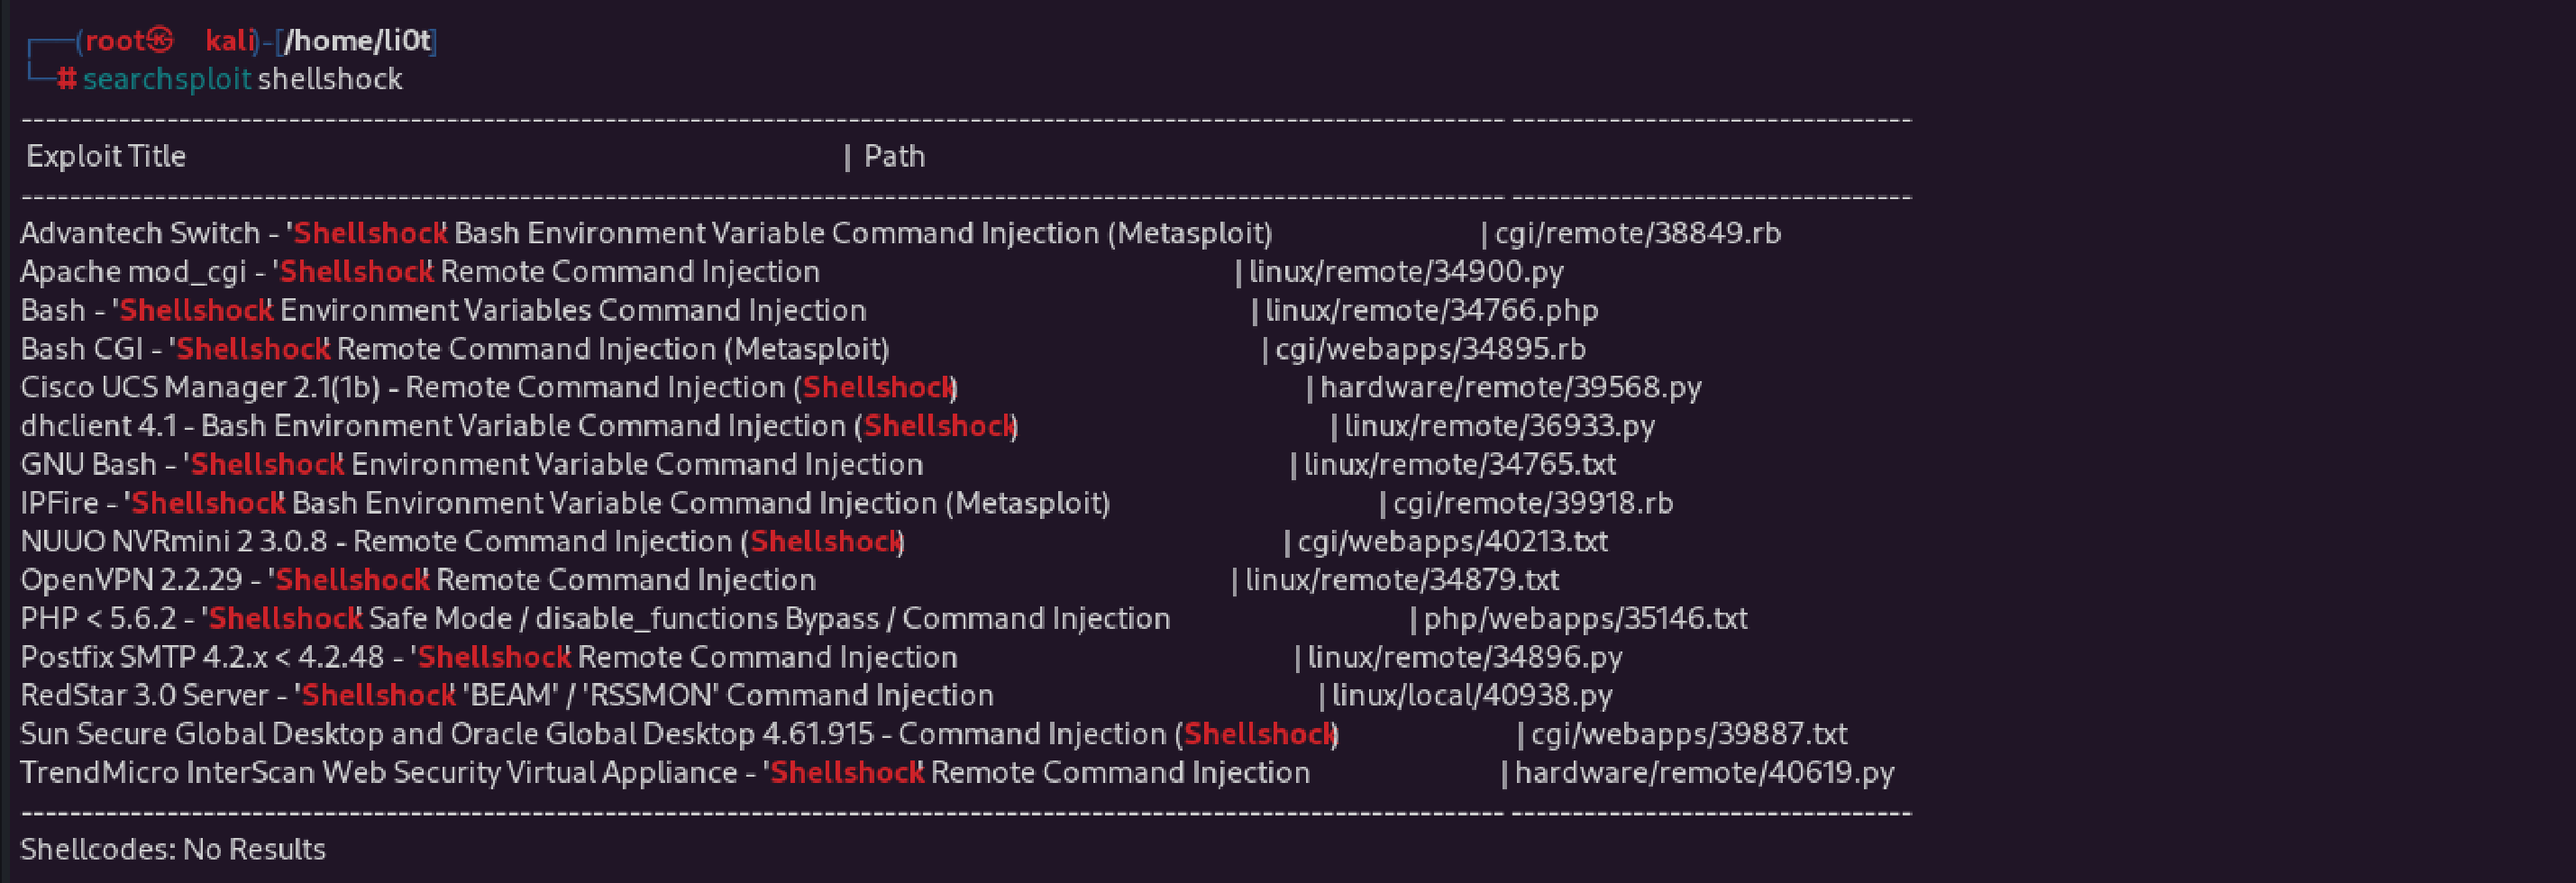 ┌──(root㉿ kali)-[/home/li0t]
└─# searchsploit shellshock
---------------------------------------------------------------------------------------------------------------------------- ---------------------------------
Exploit Title | Path
---------------------------------------------------------------------------------------------------------------------------- ---------------------------------
Advantech Switch - 'Shellshock' Bash Environment Variable Command Injection (Metasploit) | cgi/remote/38849.rb
Apache mod_cgi - 'Shellshock' Remote Command Injection | linux/remote/34900.py
Bash - 'Shellshock' Environment Variables Command Injection | linux/remote/34766.php
Bash CGI - 'Shellshock' Remote Command Injection (Metasploit) | cgi/webapps/34895.rb
Cisco UCS Manager 2.1(1b) - Remote Command Injection (Shellshock) | hardware/remote/39568.py
dhclient 4.1 - Bash Environment Variable Command Injection (Shellshock) | linux/remote/36933.py
GNU Bash - 'Shellshock' Environment Variable Command Injection | linux/remote/34765.txt
IPFire - 'Shellshock' Bash Environment Variable Command Injection (Metasploit) | cgi/remote/39918.rb
NUUO NVRmini 2 3.0.8 - Remote Command Injection (Shellshock) | cgi/webapps/40213.txt
OpenVPN 2.2.29 - 'Shellshock' Remote Command Injection | linux/remote/34879.txt
PHP < 5.6.2 - 'Shellshock' Safe Mode / disable_functions Bypass / Command Injection | php/webapps/35146.txt
Postfix SMTP 4.2.x < 4.2.48 - 'Shellshock' Remote Command Injection | linux/remote/34896.py
RedStar 3.0 Server - 'Shellshock' 'BEAM' / 'RSSMON' Command Injection | linux/local/40938.py
Sun Secure Global Desktop and Oracle Global Desktop 4.61.915 - Command Injection (Shellshock) | cgi/webapps/39887.txt
TrendMicro InterScan Web Security Virtual Appliance - 'Shellshock' Remote Command Injection | hardware/remote/40619.py
---------------------------------------------------------------------------------------------------------------------------- ---------------------------------
Shellcodes: No Results